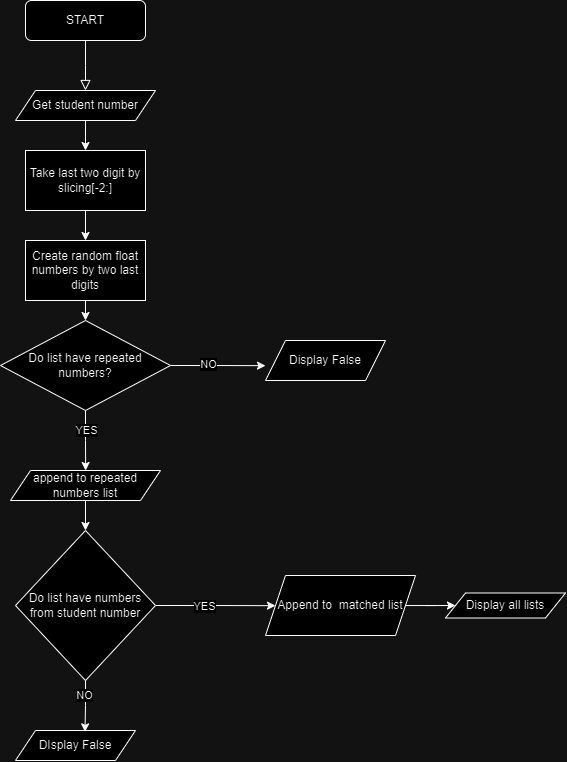 START
Get student number
Take last two digit by
slicing[-2:]
Create random float
numbers by two last
digits
Do list have repeated
numbers?
NO
Display False
YES
append to repeated
numbers list
Do list have numbers
from student number
YES
Append to matched list
Display all lists
NO
DIsplay False